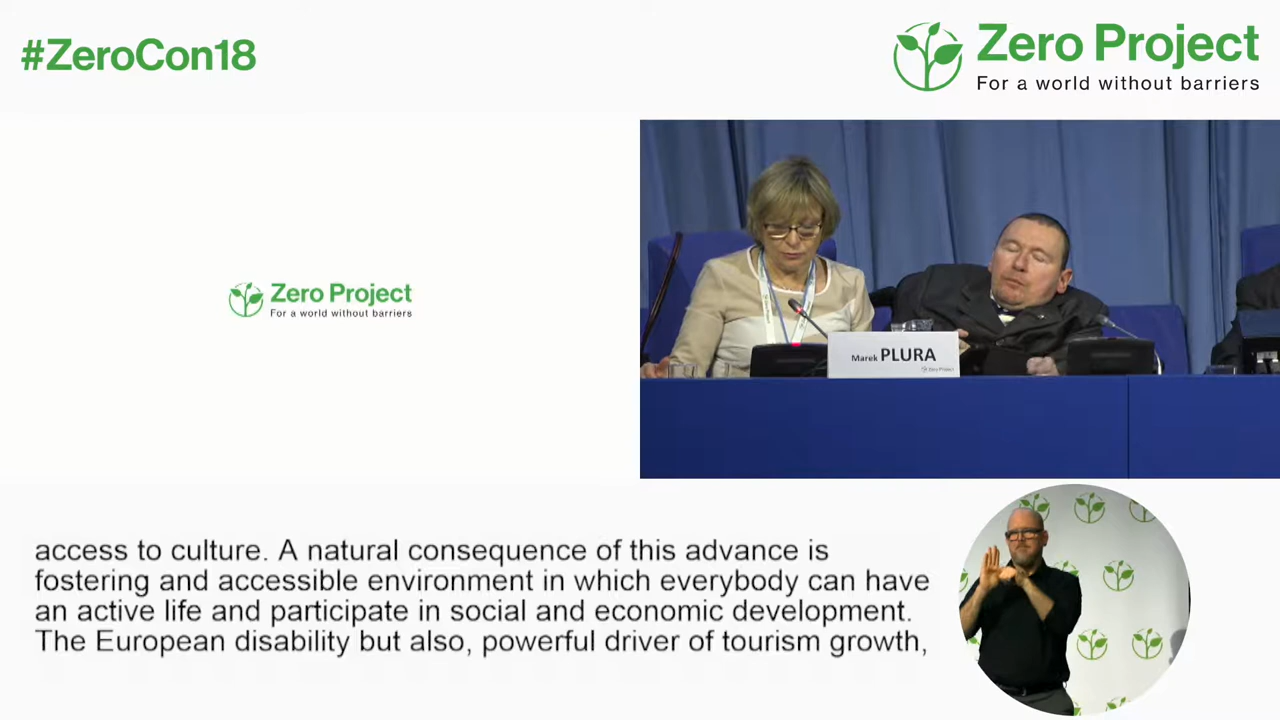 #ZeroCon18
Zero Project
For a world without barriers
Zero Project
For a world without barriers
Marek PLURA
Zero Project
access to culture. A natural consequence of this advance is
fostering and accessible environment in which everybody can have
an active life and participate in social and economic development.
The European disability but also, powerful driver of tourism growth,